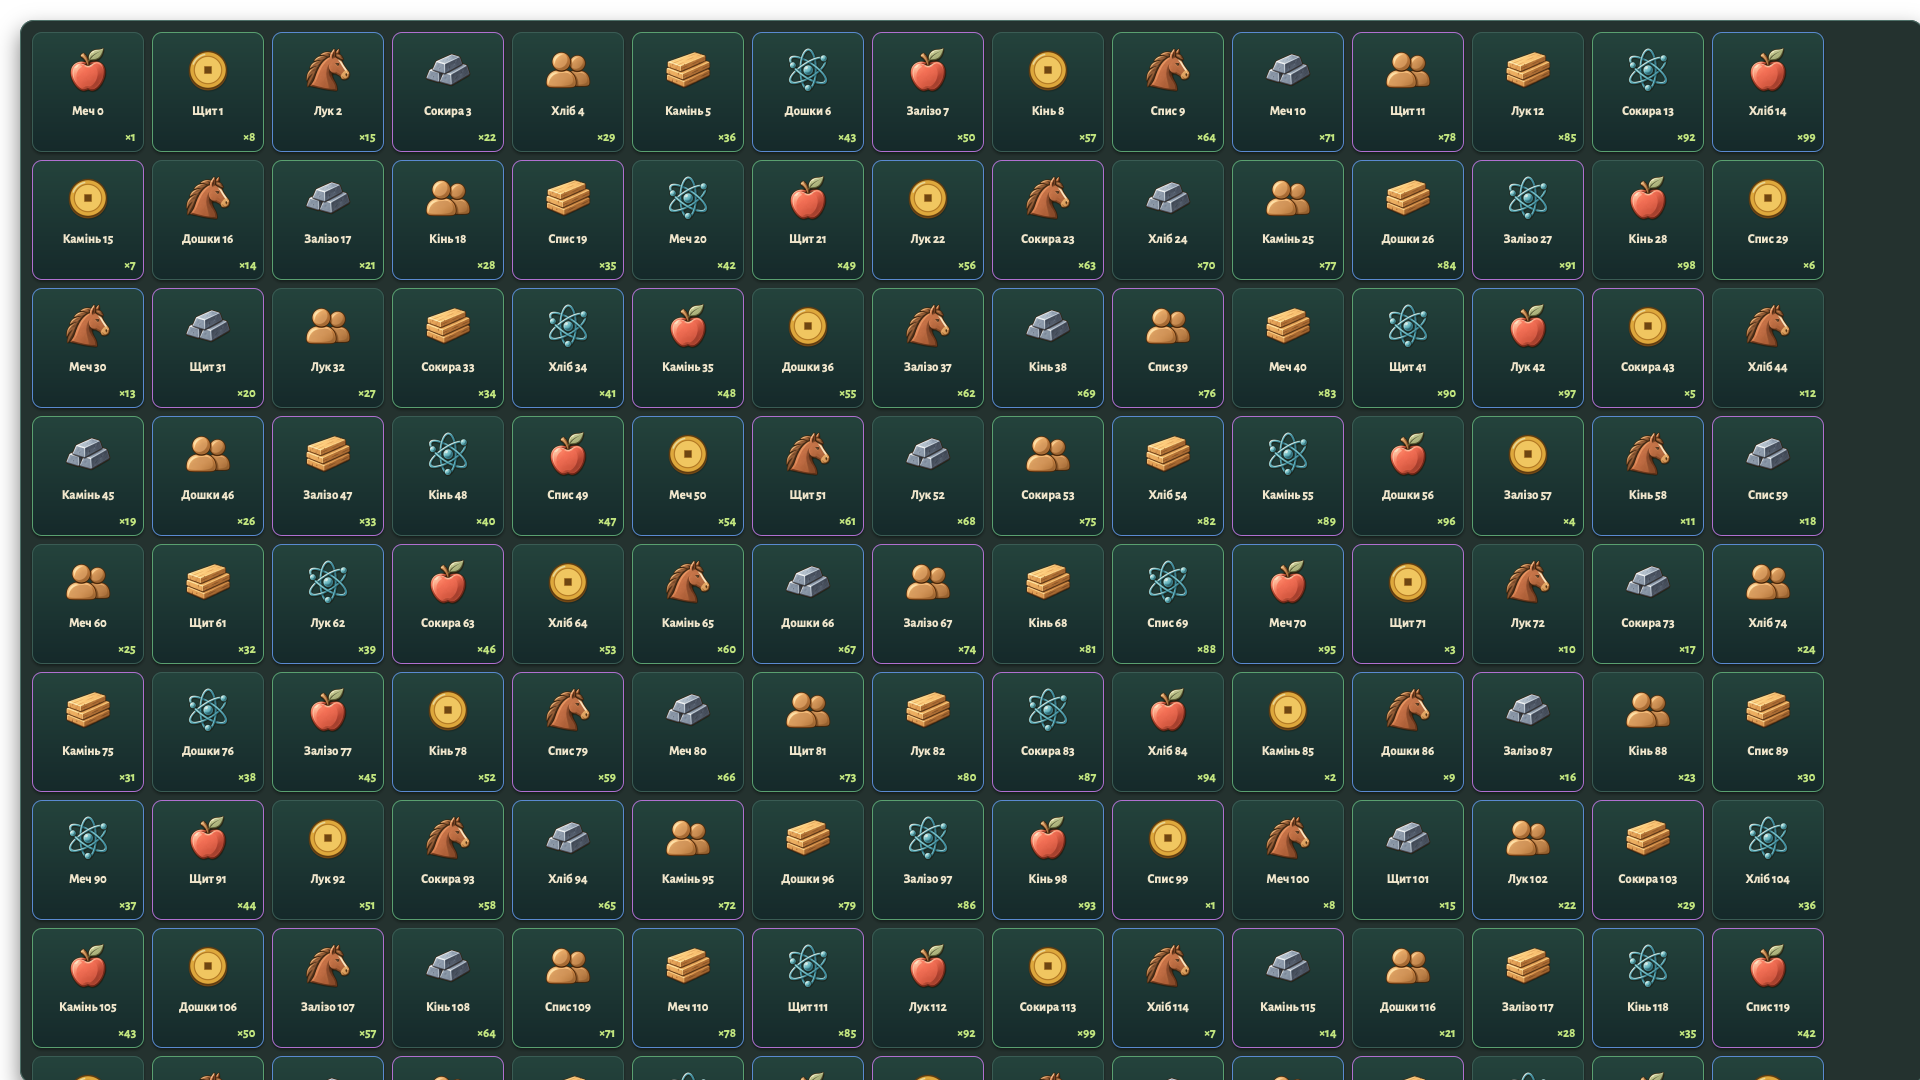 Меч 0 Щит 1 Лук 2 Сокира 3 Хліб 4 Камінь 5 Дошки 6 Залізо 7 Кінь 8 Спис 9 Меч 10 Щит 11 Лук 12 Сокира 13 Хліб 14
×1 ×8 ×15 ×22 ×29 ×36 ×43 ×50 ×57 ×64 ×71 ×78 ×85 ×92 ×99
Камінь 15 Дошки 16 Залізо 17 Кінь 18 Спис 19 Меч 20 Щит 21 Лук 22 Сокира 23 Хліб 24 Камінь 25 Дошки 26 Залізо 27 Кінь 28 Спис 29
×7 ×14 ×21 ×28 ×35 ×42 ×49 ×56 ×63 ×70 ×77 ×84 ×91 ×98 ×6
Меч 30 Щит 31 Лук 32 Сокира 33 Хліб 34 Камінь 35 Дошки 36 Залізо 37 Кінь 38 Спис 39 Меч 40 Щит 41 Лук 42 Сокира 43 Хліб 44
×13 ×20 ×27 ×34 ×41 ×48 ×55 ×62 ×69 ×76 ×83 ×90 ×97 ×5 ×12
Камінь 45 Дошки 46 Залізо 47 Кінь 48 Спис 49 Меч 50 Щит 51 Лук 52 Сокира 53 Хліб 54 Камінь 55 Дошки 56 Залізо 57 Кінь 58 Спис 59
×19 ×26 ×33 ×40 ×47 ×54 ×61 ×68 ×75 ×82 ×89 ×96 ×4 ×11 ×18
Меч 60 Щит 61 Лук 62 Сокира 63 Хліб 64 Камінь 65 Дошки 66 Залізо 67 Кінь 68 Спис 69 Меч 70 Щит 71 Лук 72 Сокира 73 Хліб 74
×25 ×32 ×39 ×46 ×53 ×60 ×67 ×74 ×81 ×88 ×95 ×3 ×10 ×17 ×24
Камінь 75 Дошки 76 Залізо 77 Кінь 78 Спис 79 Меч 80 Щит 81 Лук 82 Сокира 83 Хліб 84 Камінь 85 Дошки 86 Залізо 87 Кінь 88 Спис 89
×31 ×38 ×45 ×52 ×59 ×66 ×73 ×80 ×87 ×94 ×2 ×9 ×16 ×23 ×30
Меч 90 Щит 91 Лук 92 Сокира 93 Хліб 94 Камінь 95 Дошки 96 Залізо 97 Кінь 98 Спис 99 Меч 100 Щит 101 Лук 102 Сокира 103 Хліб 104
×37 ×44 ×51 ×58 ×65 ×72 ×79 ×86 ×93 ×1 ×8 ×15 ×22 ×29 ×36
Камінь 105 Дошки 106 Залізо 107 Кінь 108 Спис 109 Меч 110 Щит 111 Лук 112 Сокира 113 Хліб 114 Камінь 115 Дошки 116 Залізо 117 Кінь 118 Спис 119
×43 ×50 ×57 ×64 ×71 ×78 ×85 ×92 ×99 ×7 ×14 ×21 ×28 ×35 ×42